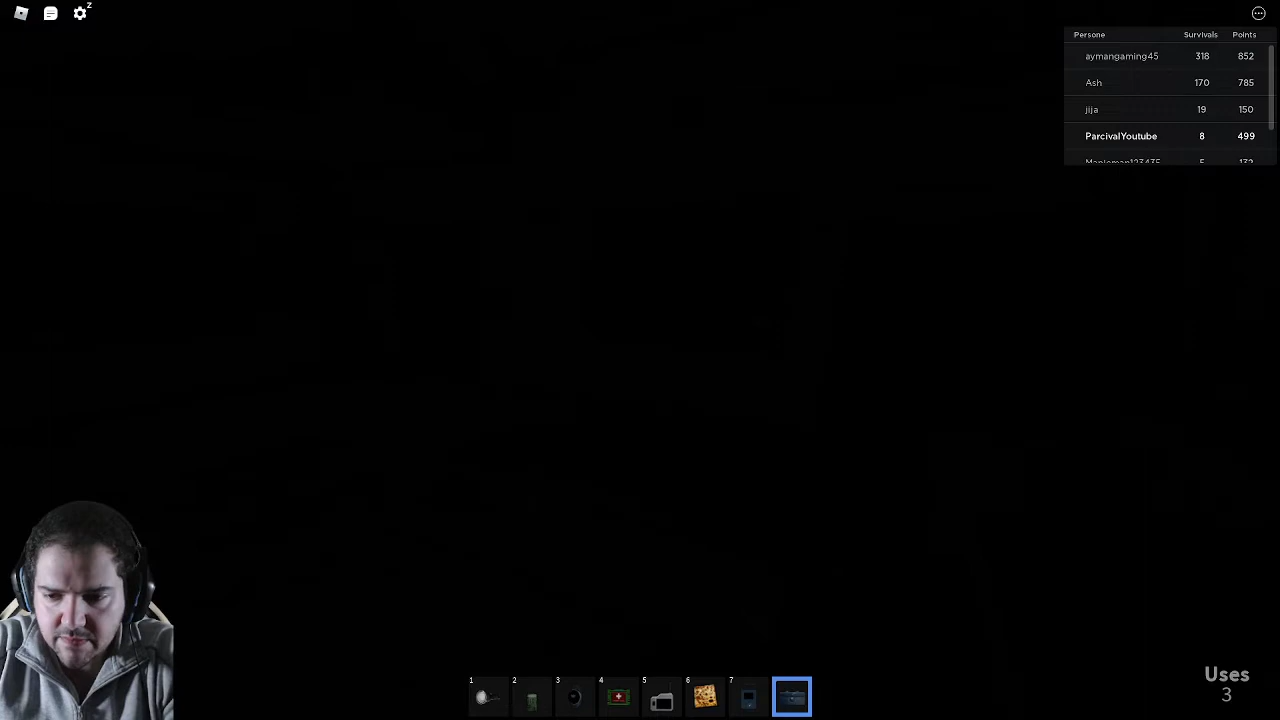 z
Persone Survivals Points
aymangaming45 318 852
Ash 170 785
jija 19 150
ParcivalYoutube 8 499
1 2 3 4 5 6 7
Uses
3